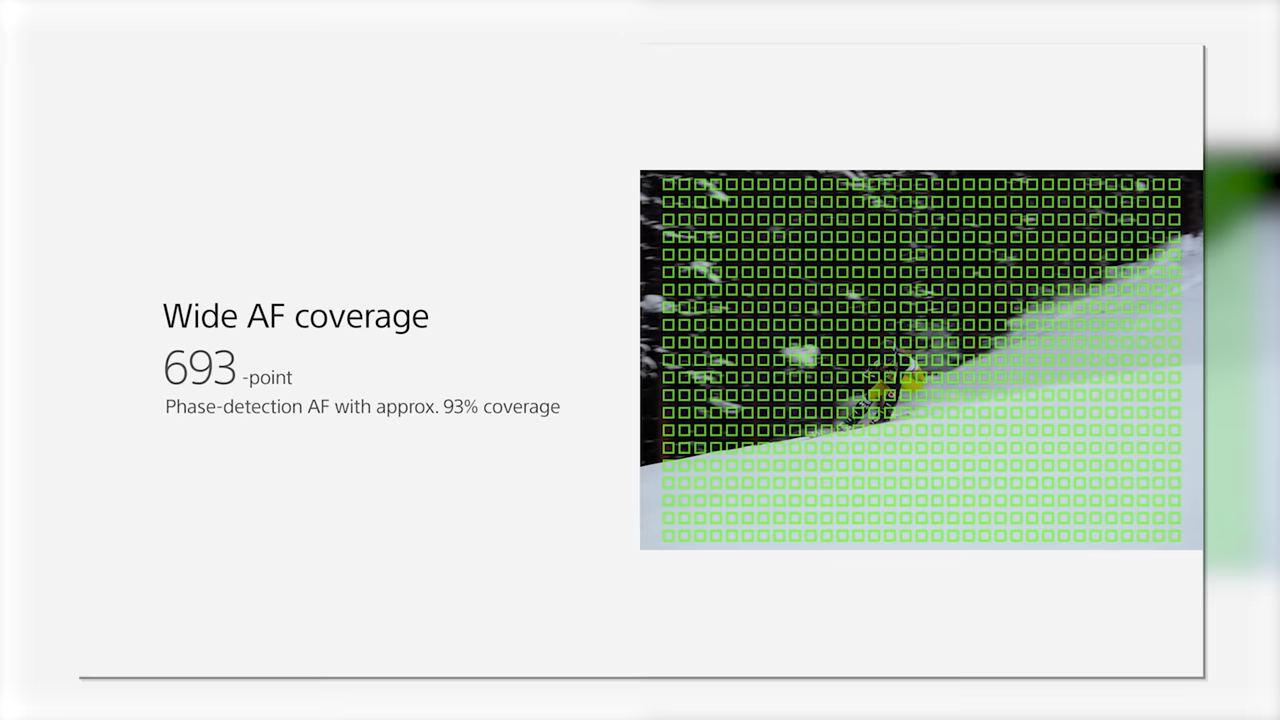 Wide AF coverage
693 -point
Phase-detection AF with approx. 93% coverage